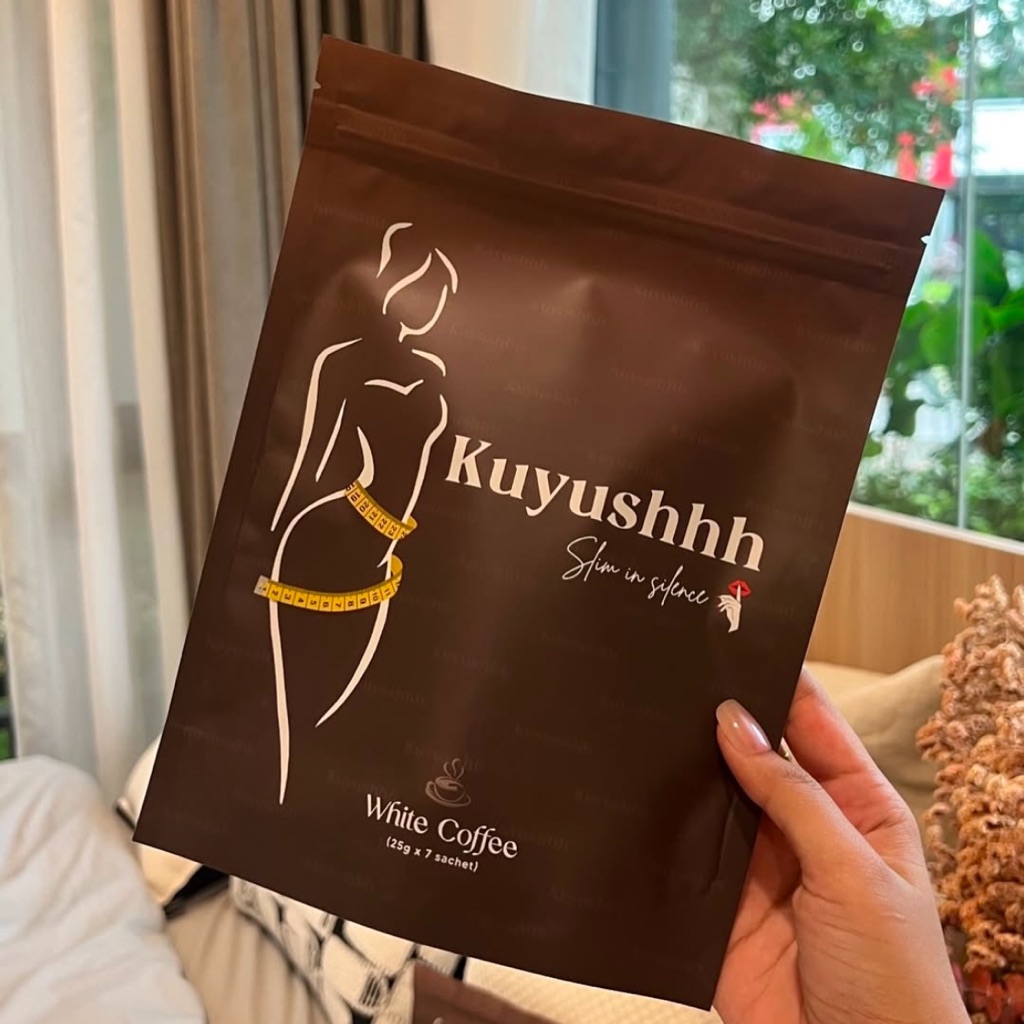 Kuyushhh
Slim in silence
White Coffee
(25g x 7 sachet)